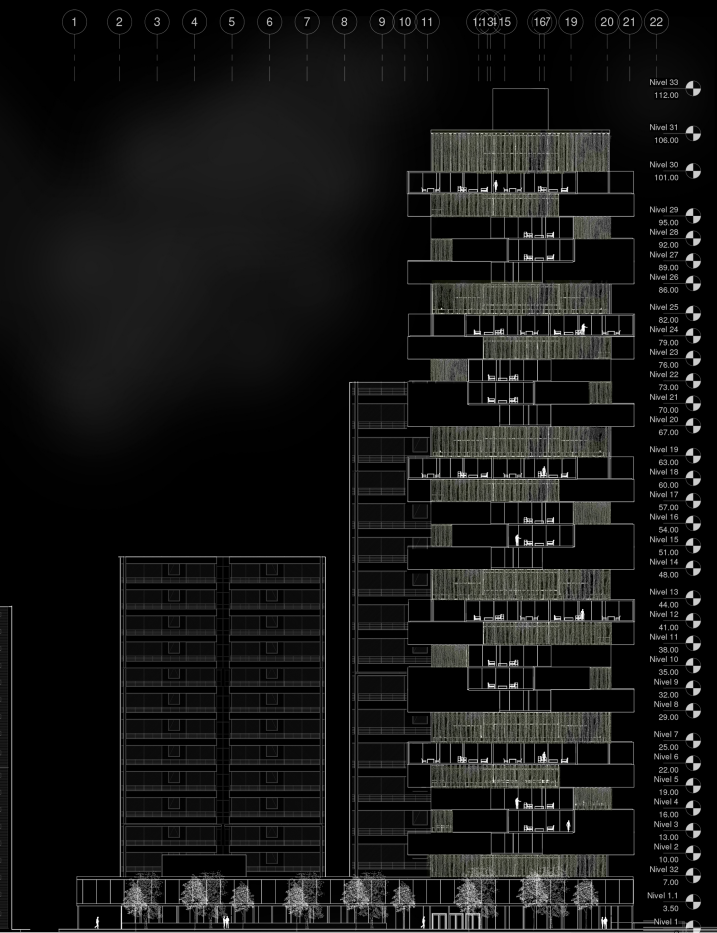 1 2 3 4 5 6 7 8 9 10 11 15 19 20 21 22
Nivel 33
112.00
Nivel 31
106.00
Nivel 30
101.00
Nivel 29
95.00
Nivel 28
92.00
Nivel 27
89.00
Nivel 26
86.00
Nivel 25
82.00
Nivel 24
79.00
Nivel 23
76.00
Nivel 22
73.00
Nivel 21
70.00
Nivel 20
67.00
Nivel 19
63.00
Nivel 18
60.00
Nivel 17
57.00
Nivel 16
54.00
Nivel 15
51.00
Nivel 14
48.00
Nivel 13
44.00
Nivel 12
41.00
Nivel 11
38.00
Nivel 10
35.00
Nivel 9
32.00
Nivel 8
29.00
Nivel 7
25.00
Nivel 6
22.00
Nivel 5
19.00
Nivel 4
16.00
Nivel 3
13.00
Nivel 2
10.00
Nivel 32
7.00
Nivel 1.1
3.50
Nivel 1